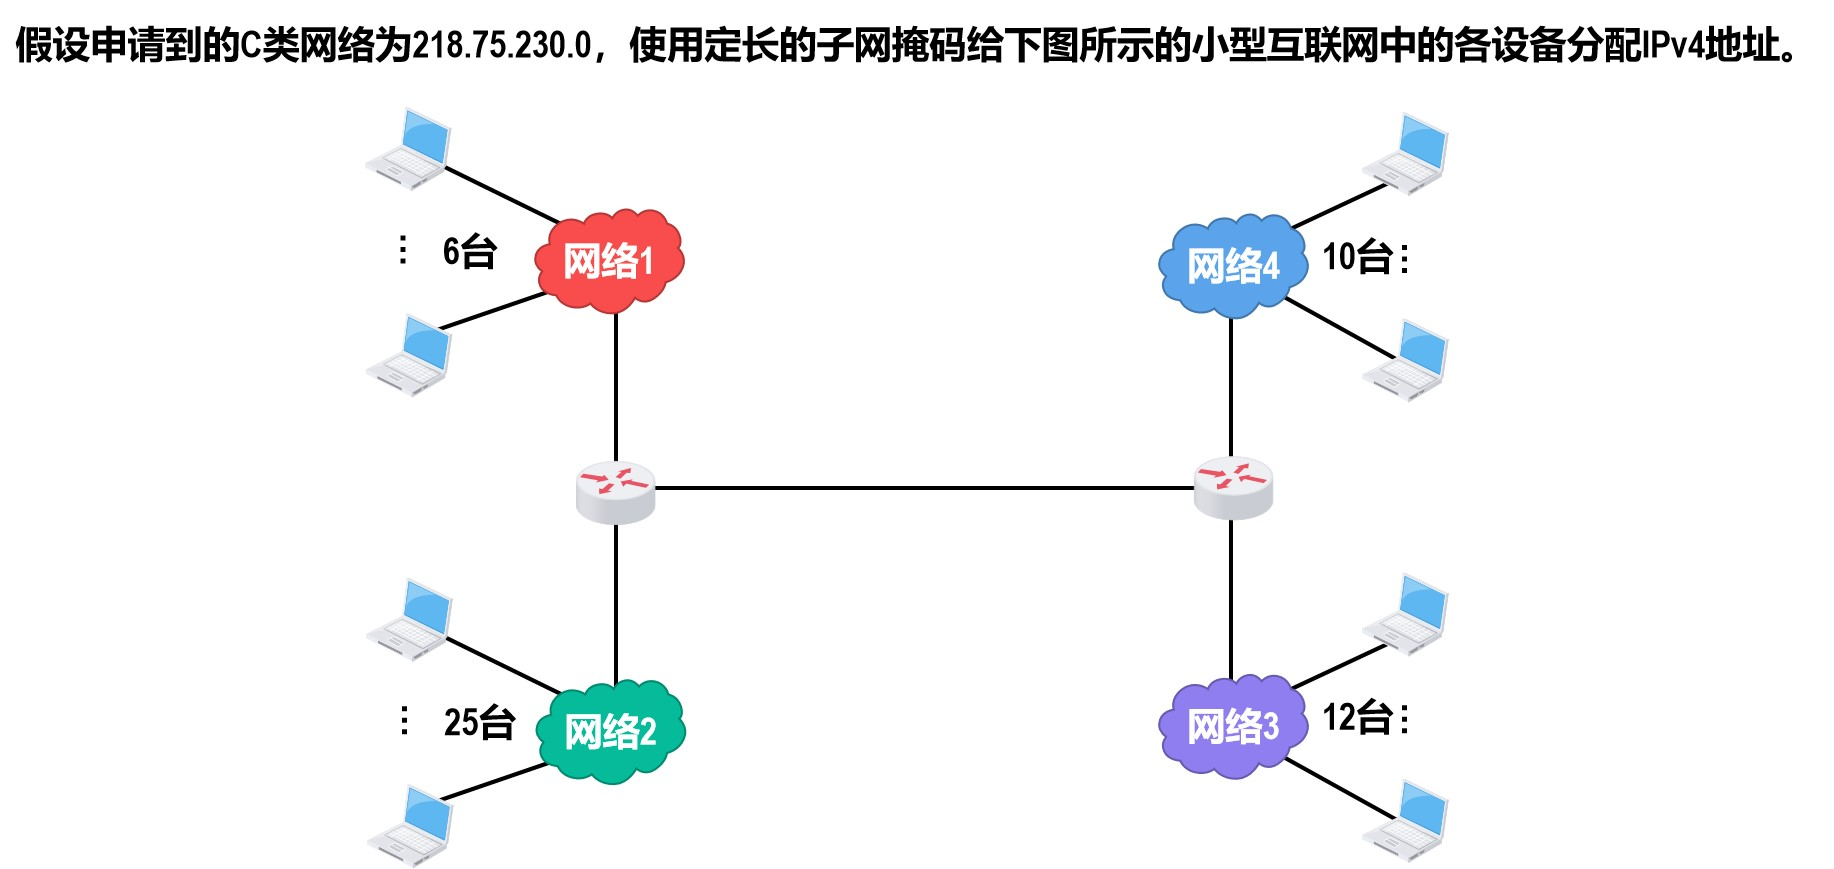 假设申请到的C类网络为218.75.230.0，使用定长的子网掩码给下图所示的小型互联网中的各设备分配IPv4地址。
网络1
6台
网络4
10台
网络2
25台
网络3
12台